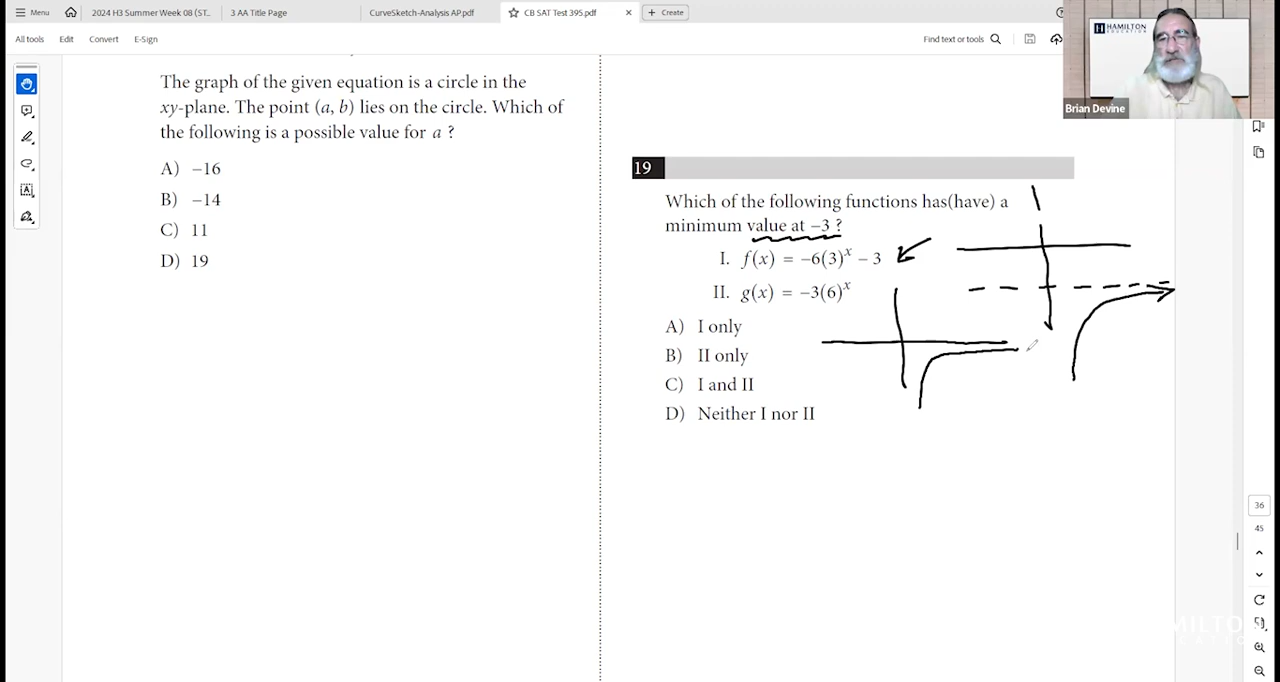 Menu
2024 H3 Summer Week 08 (ST...
3 AA Title Page
CurveSketch-Analysis AP.pdf
CB SAT Test 395.pdf
Create
All tools
Edit
Convert
E-Sign
Find text or tools
HAMILTON
EDUCATION
Brian Devine
The graph of the given equation is a circle in the
xy-plane. The point (a, b) lies on the circle. Which of
the following is a possible value for a ?
A) −16
B) −14
C) 11
D) 19
19
Which of the following functions has(have) a
minimum value at −3 ?
I. f(x) = −6(3)^x − 3
II. g(x) = −3(6)^x
A) I only
B) II only
C) I and II
D) Neither I nor II
36
45